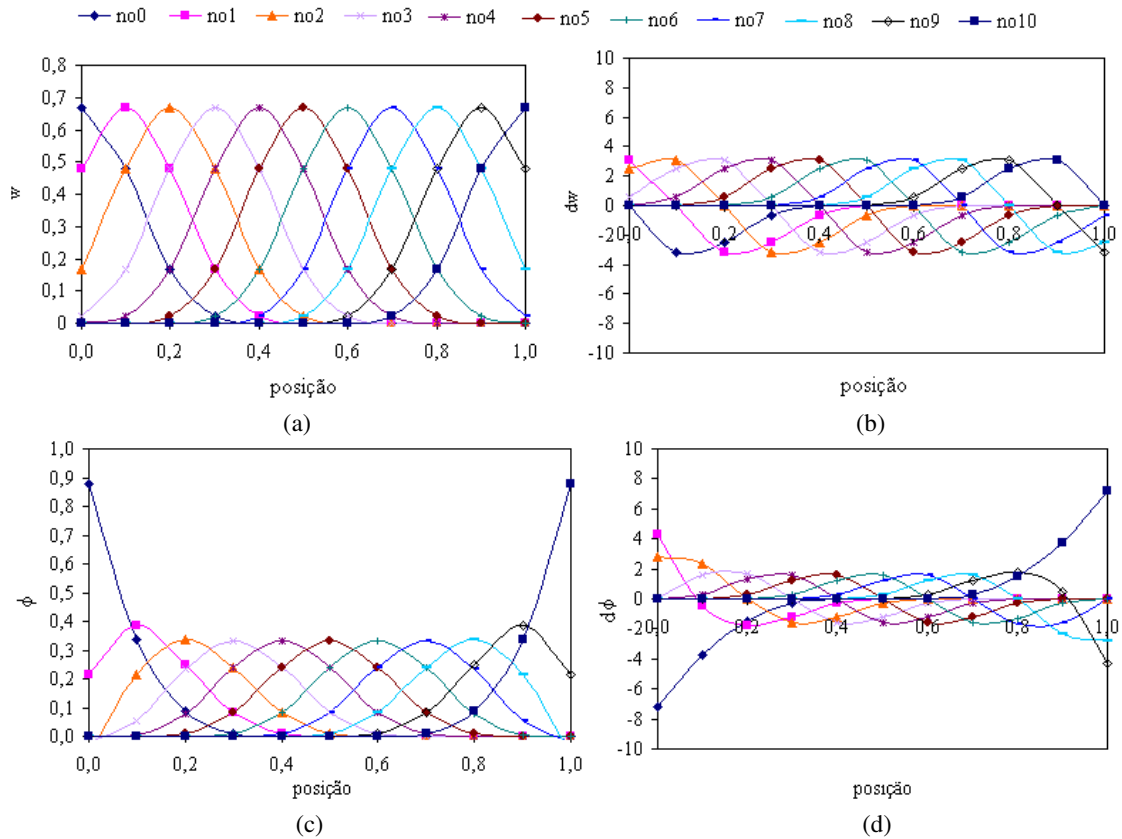 no0 no1 no2 no3 no4 no5 no6 no7 no8 no9 no10
0,8
0,7
0,6
0,5
0,4
0,3
0,2
0,1
0
w
0,0 0,2 0,4 0,6 0,8 1,0
posição
(a)
10
8
6
4
2
0
-2
-4
-6
-8
-10
dw
0,0 0,2 0,4 0,6 0,8 1,0
posição
(b)
1,0
0,9
0,8
0,7
0,6
0,5
0,4
0,3
0,2
0,1
0,0
ϕ
0,0 0,2 0,4 0,6 0,8 1,0
posição
(c)
10
8
6
4
2
0
-2
-4
-6
-8
-10
dϕ
0,0 0,2 0,4 0,6 0,8 1,0
posição
(d)